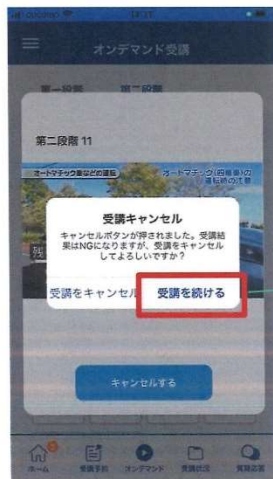 docomo
オンデマンド受講
第一段階 第二段階
第二段階 11
オートマチック車などの運転
オートマチック(四輪車)の
運転時の注意
残
受講キャンセル
キャンセルボタンが押されました。受講結
果はNGになりますが、受講をキャンセル
してよろしいですか?
受講をキャンセル 受講を続ける
キャンセルする
ホーム 受講予約 オンデマンド 受講状況 質疑応答